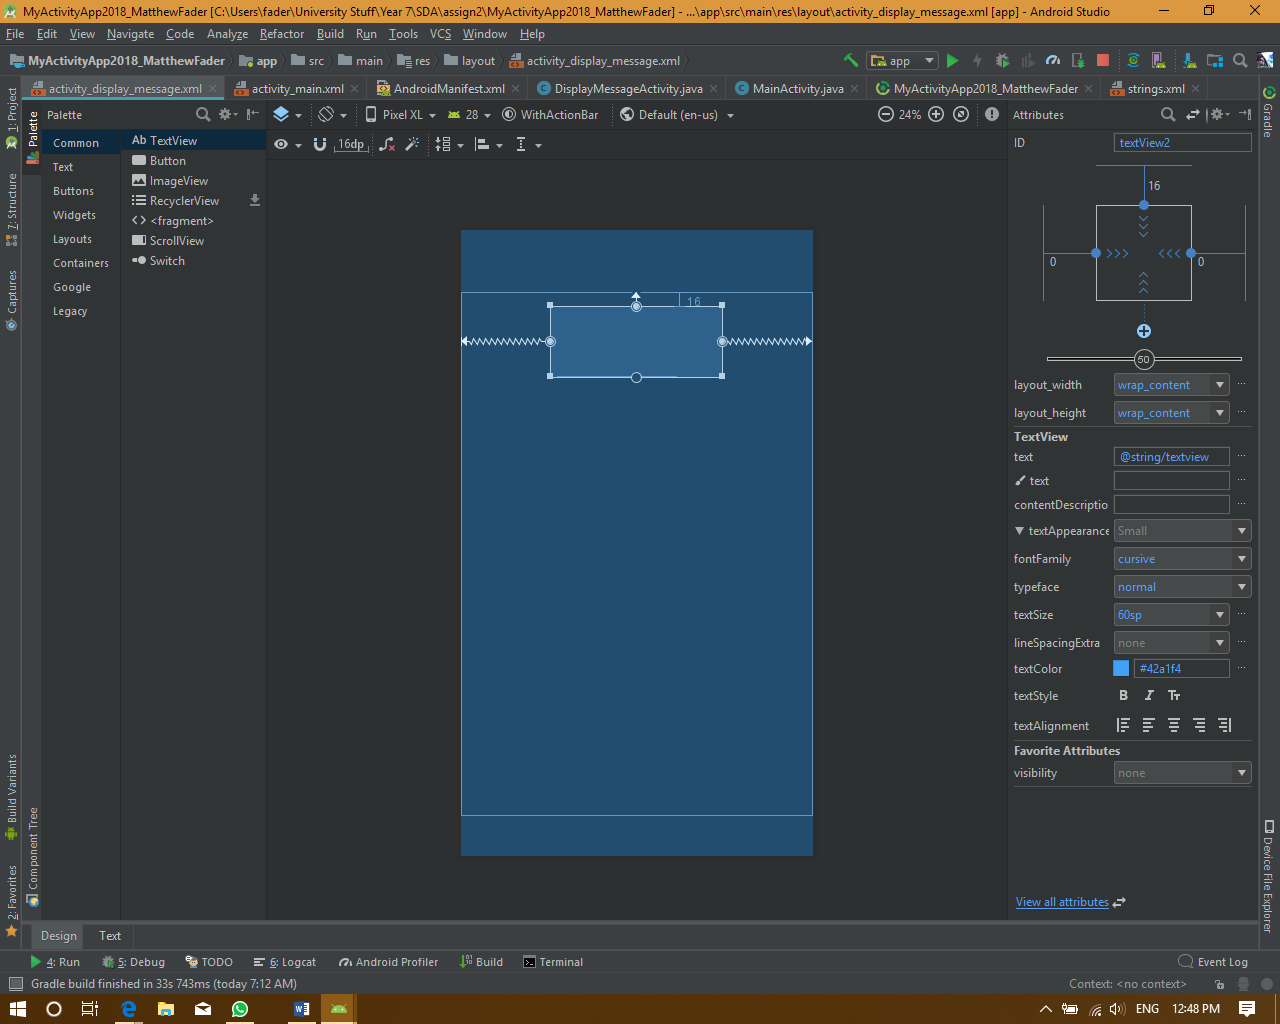 MyActivityApp2018_MatthewFader [C:\Users\fader\University Stuff\Year 7\SDA\assign2\MyActivityApp2018_MatthewFader] - ...\app\src\main\res\layout\activity_display_message.xml [app] - Android Studio
File Edit View Navigate Code Analyze Refactor Build Run Tools VCS Window Help
MyActivityApp2018_MatthewFader app src main res layout activity_display_message.xml app
activity_display_message.xml activity_main.xml AndroidManifest.xml DisplayMessageActivity.java MainActivity.java MyActivityApp2018_MatthewFader strings.xml
1: Project
7: Structure
Captures
Build Variants
2: Favorites
Palette
Component Tree
Palette
Common
Text
Buttons
Widgets
Layouts
Containers
Google
Legacy
Ab TextView
Button
ImageView
RecyclerView
<fragment>
ScrollView
Switch
Pixel XL 28 WithActionBar Default (en-us) 24%
16dp
16
Attributes
ID textView2
16
0 0
50
layout_width wrap_content
layout_height wrap_content
TextView
text @string/textview
text
contentDescriptio
textAppearance Small
fontFamily cursive
typeface normal
textSize 60sp
lineSpacingExtra none
textColor #42a1f4
textStyle B I Tт
textAlignment
Favorite Attributes
visibility none
View all attributes
Gradle
Device File Explorer
Design Text
4: Run 5: Debug TODO 6: Logcat Android Profiler Build Terminal Event Log
Gradle build finished in 33s 743ms (today 7:12 AM) Context: <no context>
ENG 12:48 PM